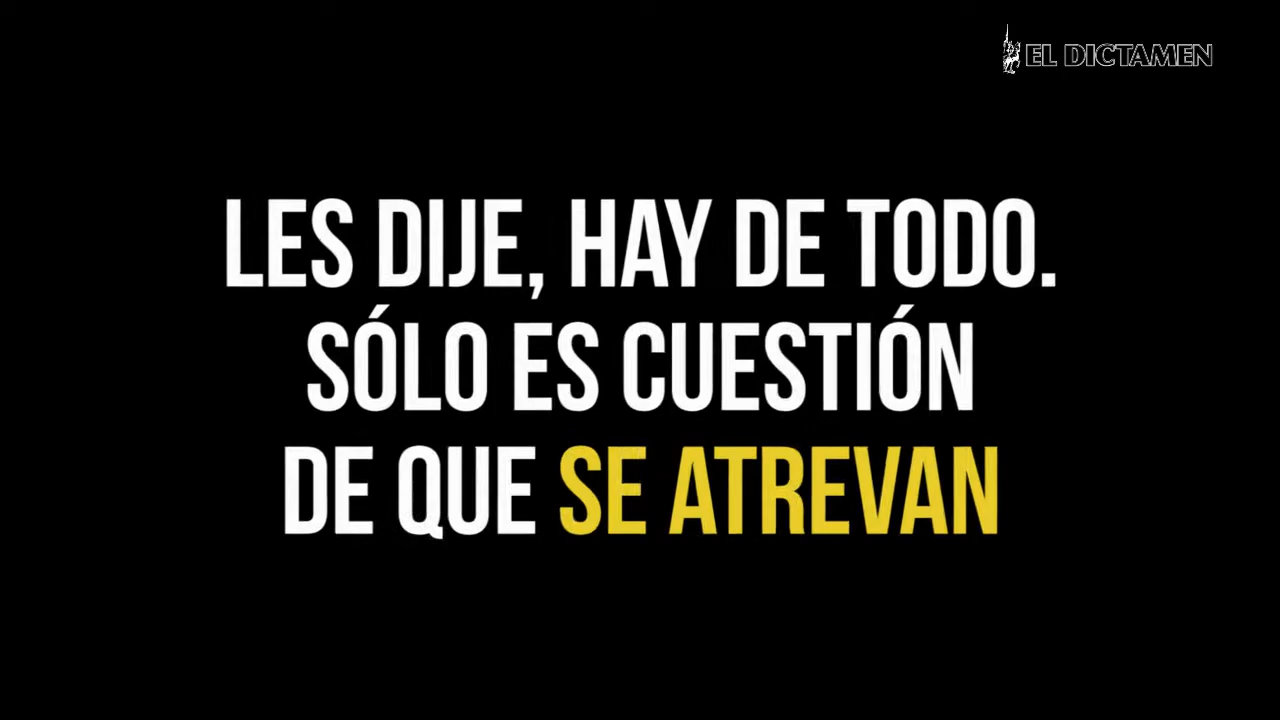 EL DICTAMEN
LES DIJE, HAY DE TODO.
SÓLO ES CUESTIÓN
DE QUE SE ATREVAN